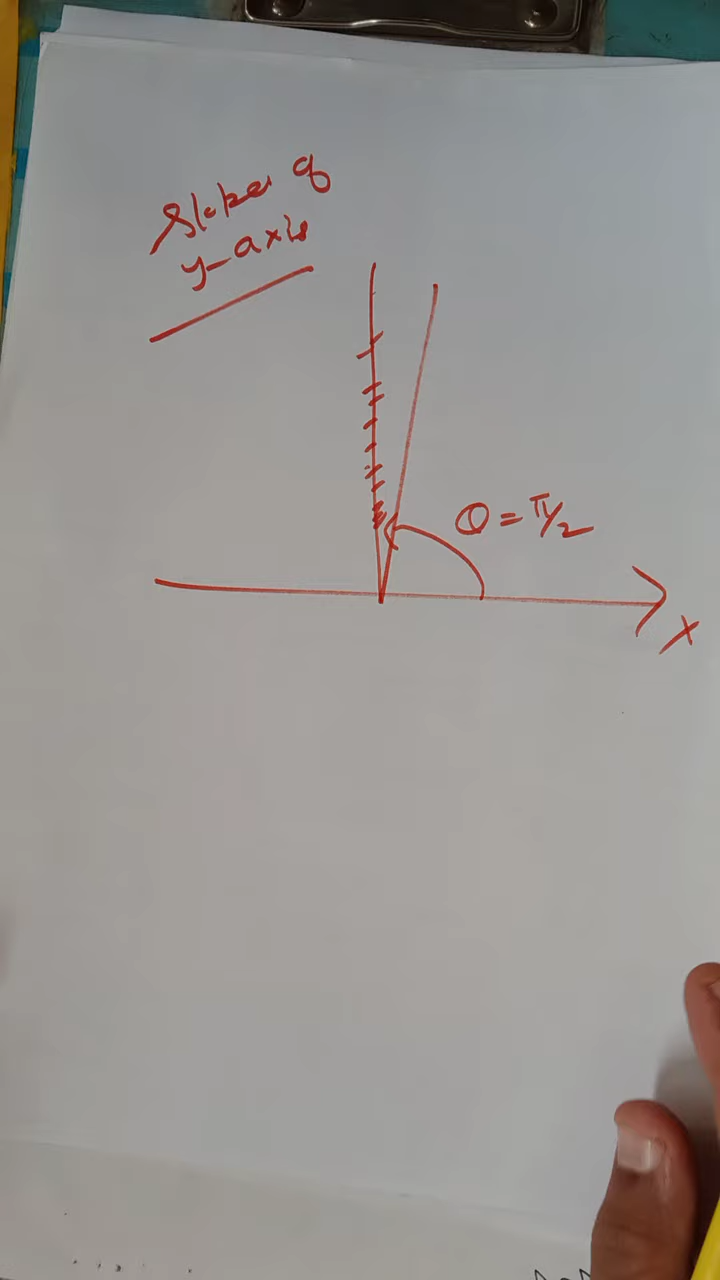 Slope of
y-axis
θ = π/2
X